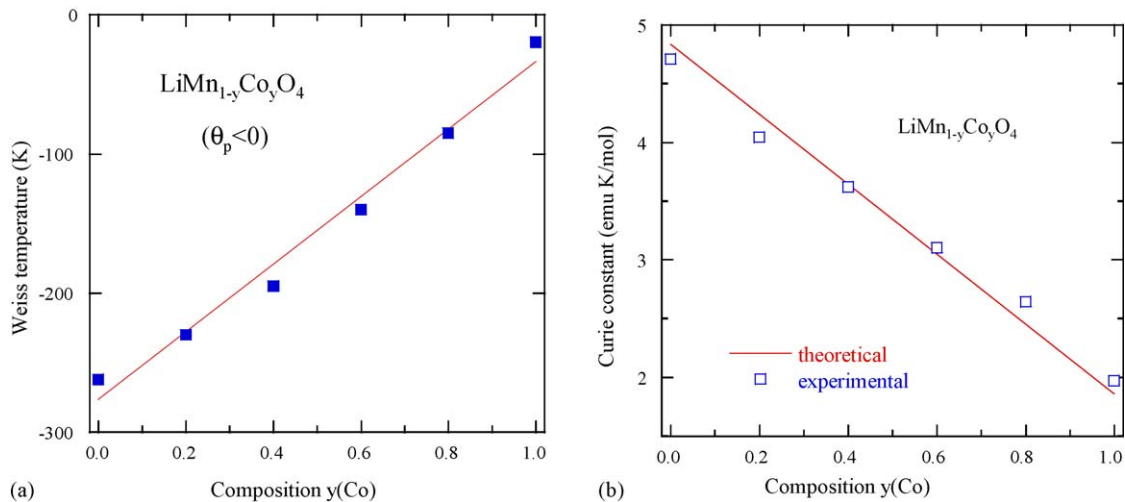 0
-100
-200
-300
Weiss temperature (K)
LiMn1-yCoyO4
(θp<0)
0.0 0.2 0.4 0.6 0.8 1.0
Composition y(Co)
(a)
5
4
3
2
Curie constant (emu K/mol)
LiMn1-yCoyO4
theoretical
experimental
0.0 0.2 0.4 0.6 0.8 1.0
Composition y(Co)
(b)